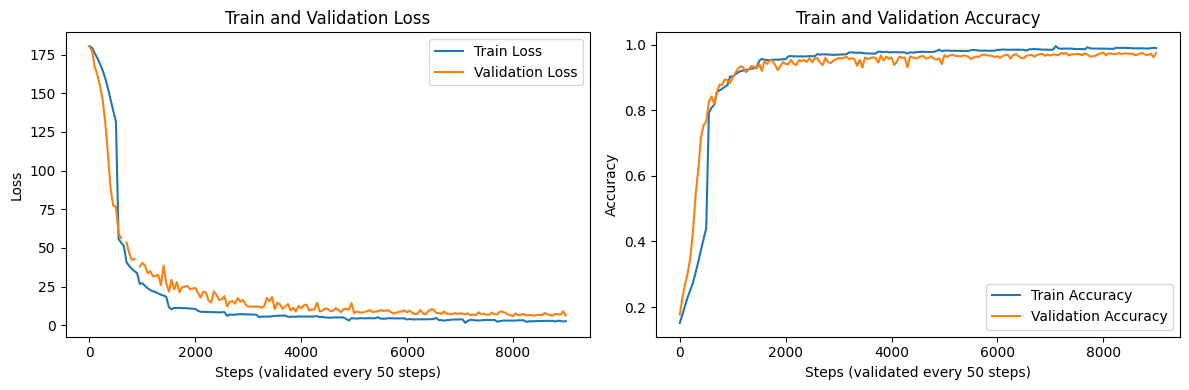 Train and Validation Loss
Train Loss
Validation Loss
175
150
125
100
75
50
25
0
Loss
0 2000 4000 6000 8000
Steps (validated every 50 steps)
Train and Validation Accuracy
1.0
0.8
0.6
0.4
0.2
Accuracy
Train Accuracy
Validation Accuracy
0 2000 4000 6000 8000
Steps (validated every 50 steps)